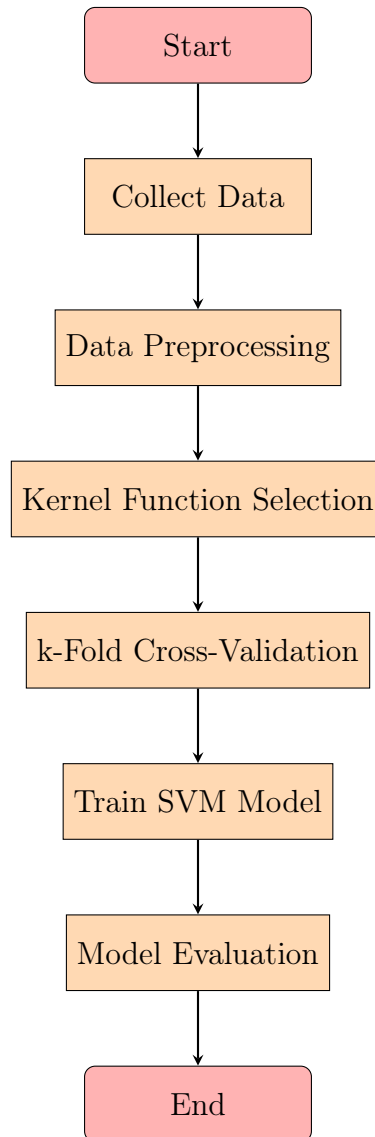 Start
Collect Data
Data Preprocessing
Kernel Function Selection
k-Fold Cross-Validation
Train SVM Model
Model Evaluation
End